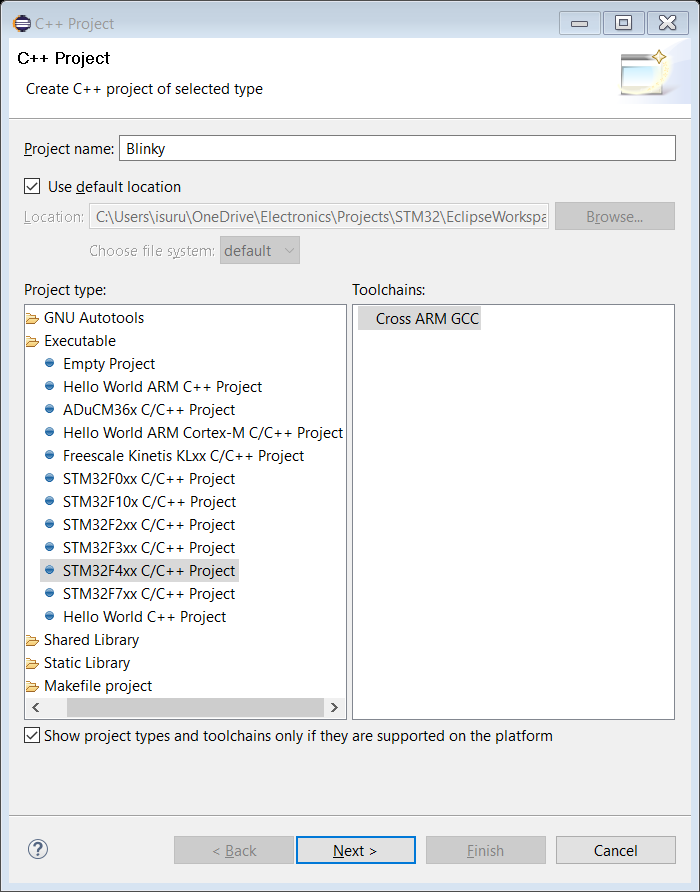 C++ Project
C++ Project
Create C++ project of selected type
Project name: Blinky
Use default location
Location: C:\Users\isuru\OneDrive\Electronics\Projects\STM32\EclipseWorkspa Browse...
Choose file system: default
Project type: Toolchains:
GNU Autotools Cross ARM GCC
Executable
Empty Project
Hello World ARM C++ Project
ADuCM36x C/C++ Project
Hello World ARM Cortex-M C/C++ Project
Freescale Kinetis KLxx C/C++ Project
STM32F0xx C/C++ Project
STM32F10x C/C++ Project
STM32F2xx C/C++ Project
STM32F3xx C/C++ Project
STM32F4xx C/C++ Project
STM32F7xx C/C++ Project
Hello World C++ Project
Shared Library
Static Library
Makefile project
Show project types and toolchains only if they are supported on the platform
? < Back Next > Finish Cancel